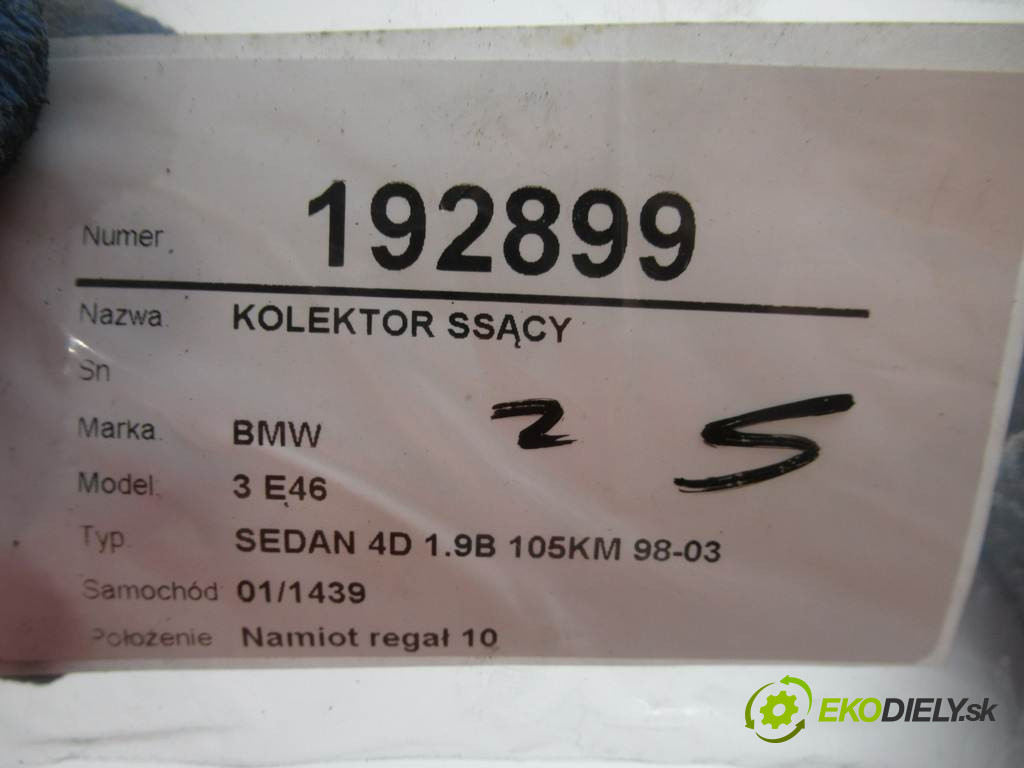 Numer 192899
Nazwa. KOLEKTOR SSĄCY
Sn
Marka. BMW
2 S
Model. 3 E46
Typ. SEDAN 4D 1.9B 105KM 98-03
Samochód 01/1439
Położenie Namiot regał 10
EKODIELY.sk